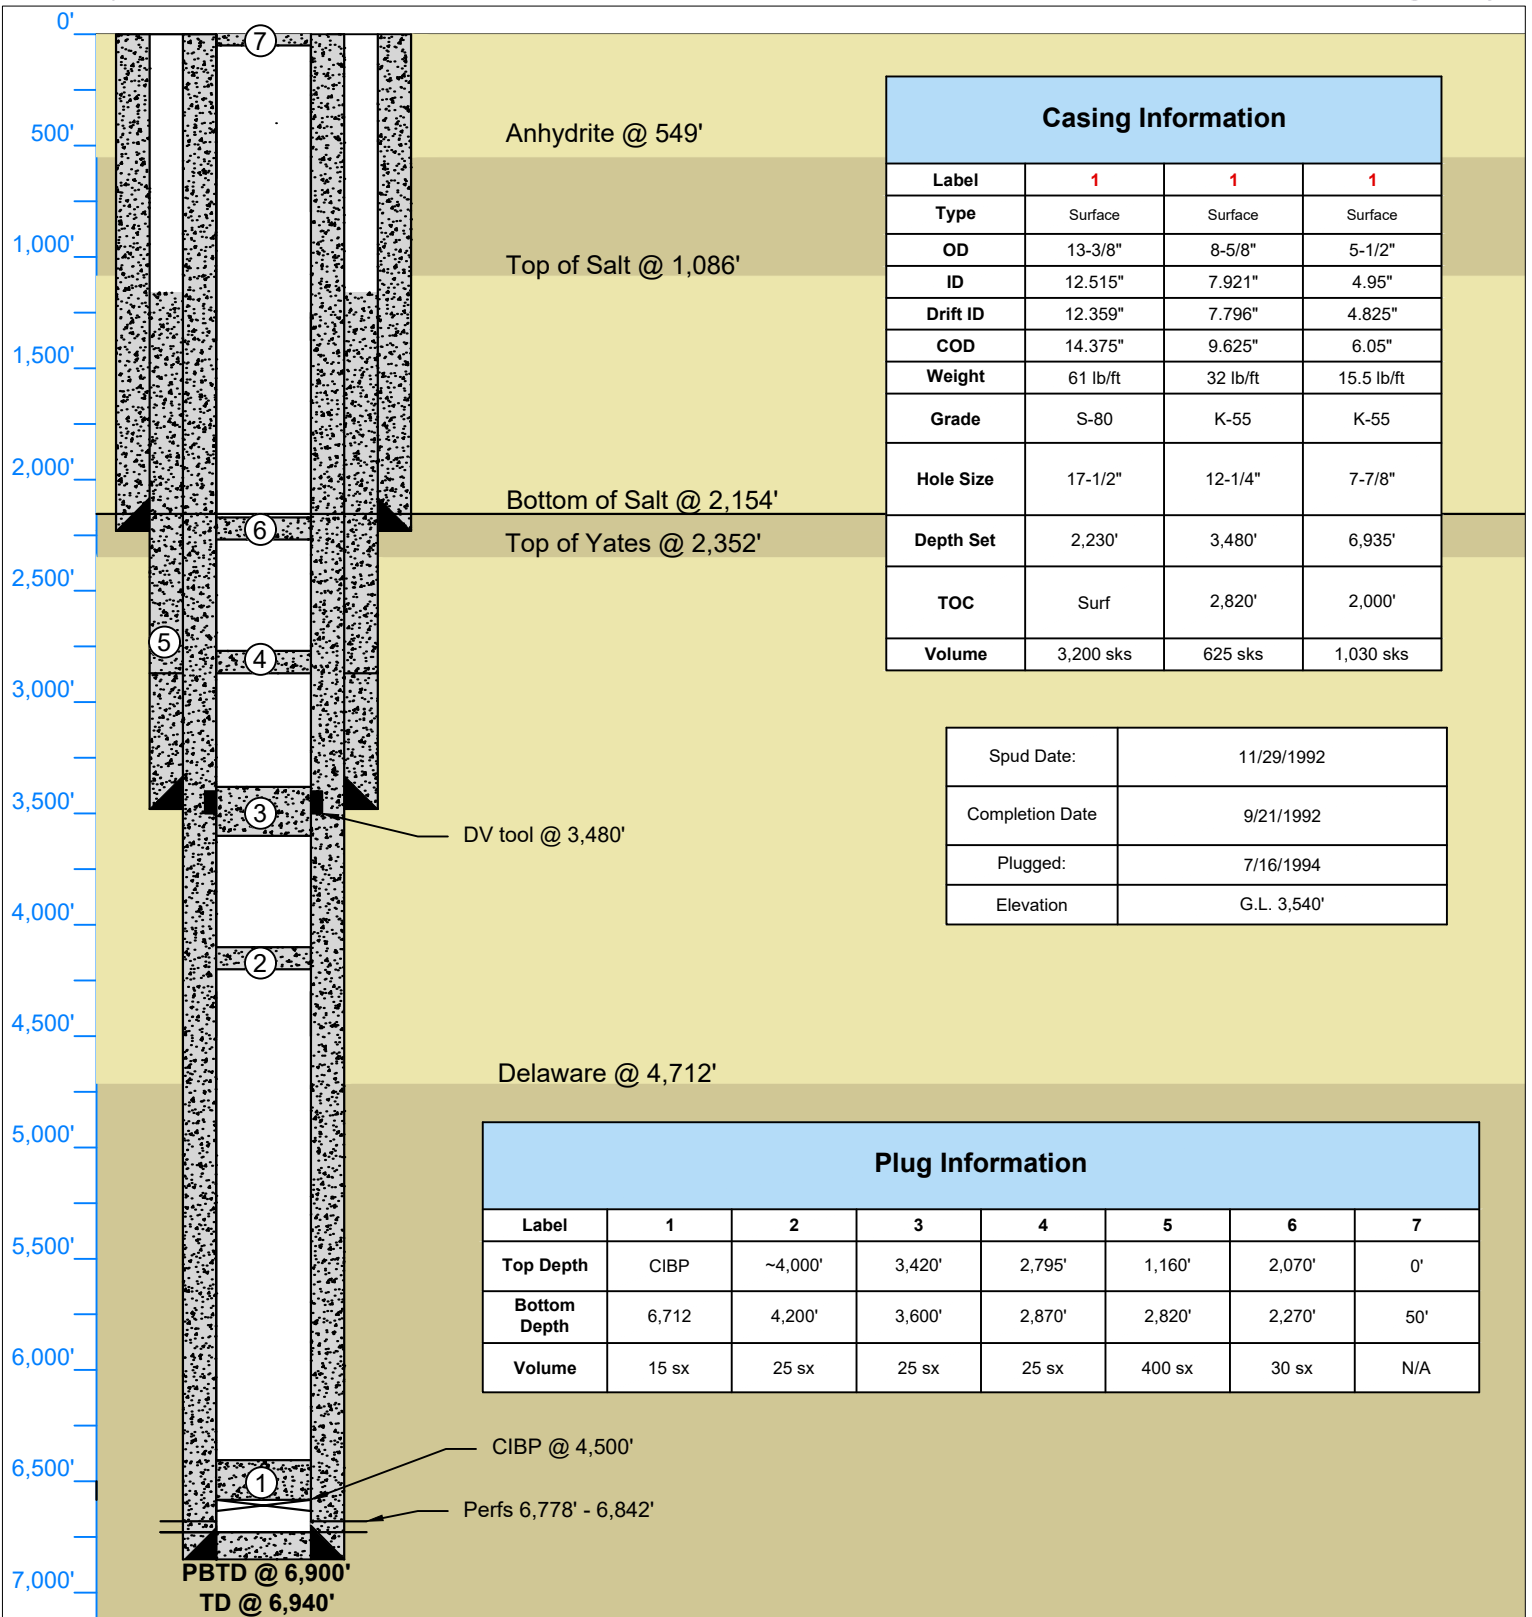 0'
500'
1,000'
1,500'
2,000'
2,500'
3,000'
3,500'
4,000'
4,500'
5,000'
5,500'
6,000'
6,500'
7,000'
7
6
5
4
3
2
1
Anhydrite @ 549'
Top of Salt @ 1,086'
Bottom of Salt @ 2,154'
Top of Yates @ 2,352'
DV tool @ 3,480'
Delaware @ 4,712'
CIBP @ 4,500'
Perfs 6,778' - 6,842'
PBTD @ 6,900'
TD @ 6,940'
Casing Information
Label 1 1 1
Type Surface Surface Surface
OD 13-3/8" 8-5/8" 5-1/2"
ID 12.515" 7.921" 4.95"
Drift ID 12.359" 7.796" 4.825"
COD 14.375" 9.625" 6.05"
Weight 61 lb/ft 32 lb/ft 15.5 lb/ft
Grade S-80 K-55 K-55
Hole Size 17-1/2" 12-1/4" 7-7/8"
Depth Set 2,230' 3,480' 6,935'
TOC Surf 2,820' 2,000'
Volume 3,200 sks 625 sks 1,030 sks
Spud Date: 11/29/1992
Completion Date 9/21/1992
Plugged: 7/16/1994
Elevation G.L. 3,540'
Plug Information
Label 1 2 3 4 5 6 7
Top Depth CIBP ~4,000' 3,420' 2,795' 1,160' 2,070' 0'
Bottom
Depth 6,712 4,200' 3,600' 2,870' 2,820' 2,270' 50'
Volume 15 sx 25 sx 25 sx 25 sx 400 sx 30 sx N/A